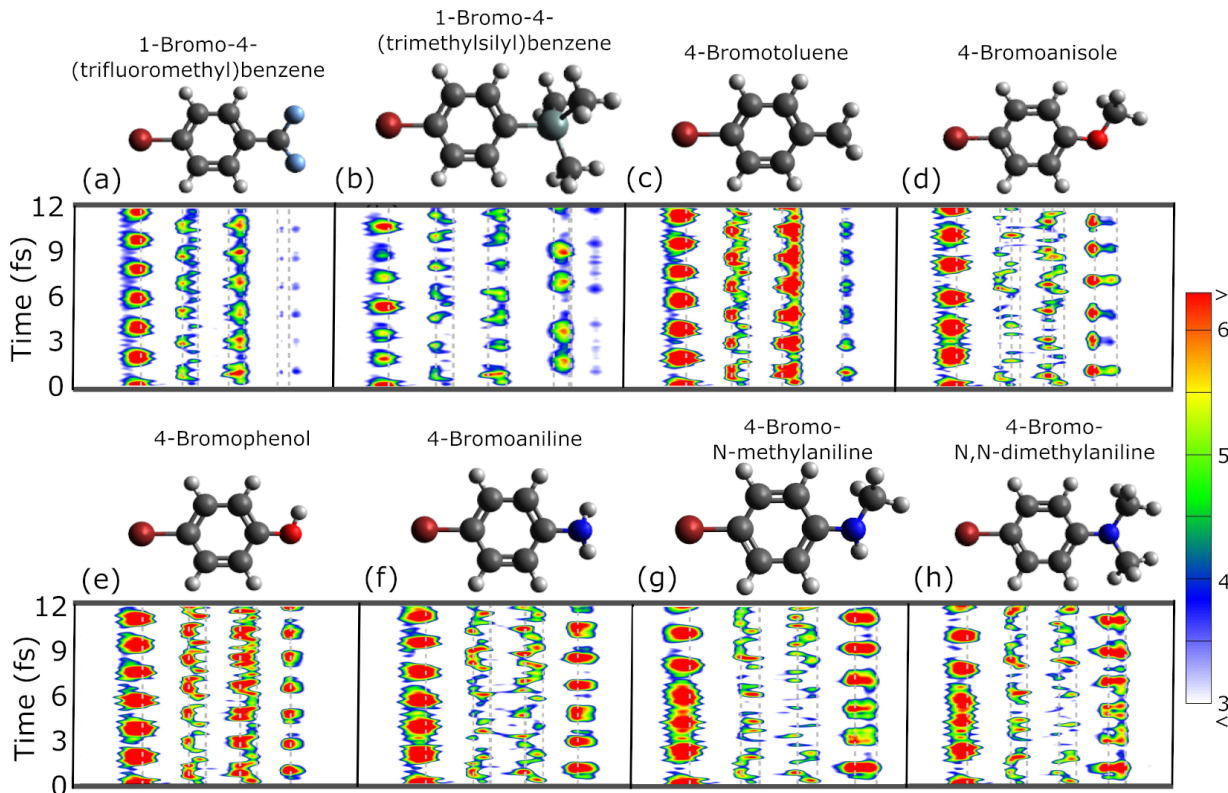 1-Bromo-4-
(trifluoromethyl)benzene
1-Bromo-4-
(trimethylsilyl)benzene
4-Bromotoluene
4-Bromoanisole
(a)
(b)
(c)
(d)
12
9
6
3
0
Time (fs)
4-Bromophenol
4-Bromoaniline
4-Bromo-
N-methylaniline
4-Bromo-
N,N-dimethylaniline
(e)
(f)
(g)
(h)
12
9
6
3
0
Time (fs)
>
6
5
4
3
<